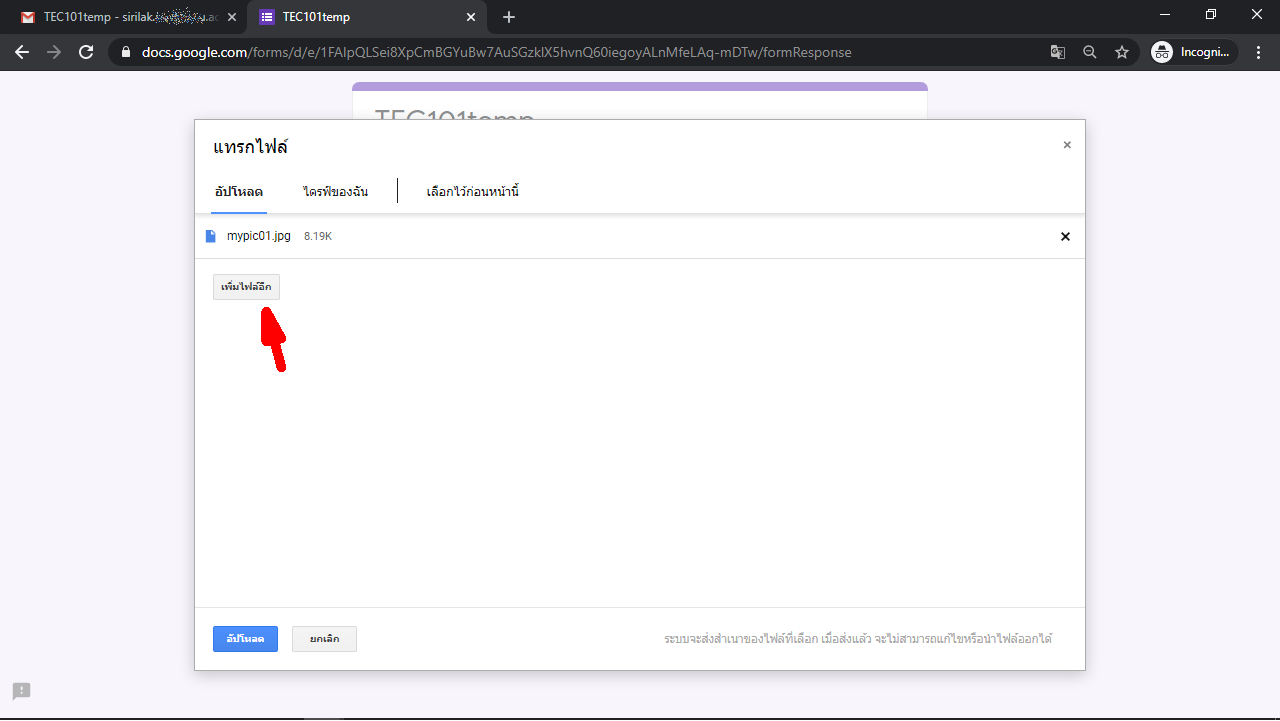 TEC101temp - sirilak.
TEC101temp
docs.google.com/forms/d/e/1FAIpQLSei8XpCmBGYuBw7AuSGzkIX5hvnQ60iegoyALnMfeLAq-mDTw/formResponse
Incogni...
TEC101temp
แทรกไฟล์
อัปโหลด
ไดรฟ์ของฉัน
เลือกไว้ก่อนหน้านี้
mypic01.jpg 8.19K
เพิ่มไฟล์อีก
อัปโหลด
ยกเลิก
ระบบจะส่งสำเนาของไฟล์ที่เลือก เมื่อส่งแล้ว จะไม่สามารถแก้ไขหรือนำไฟล์ออกได้